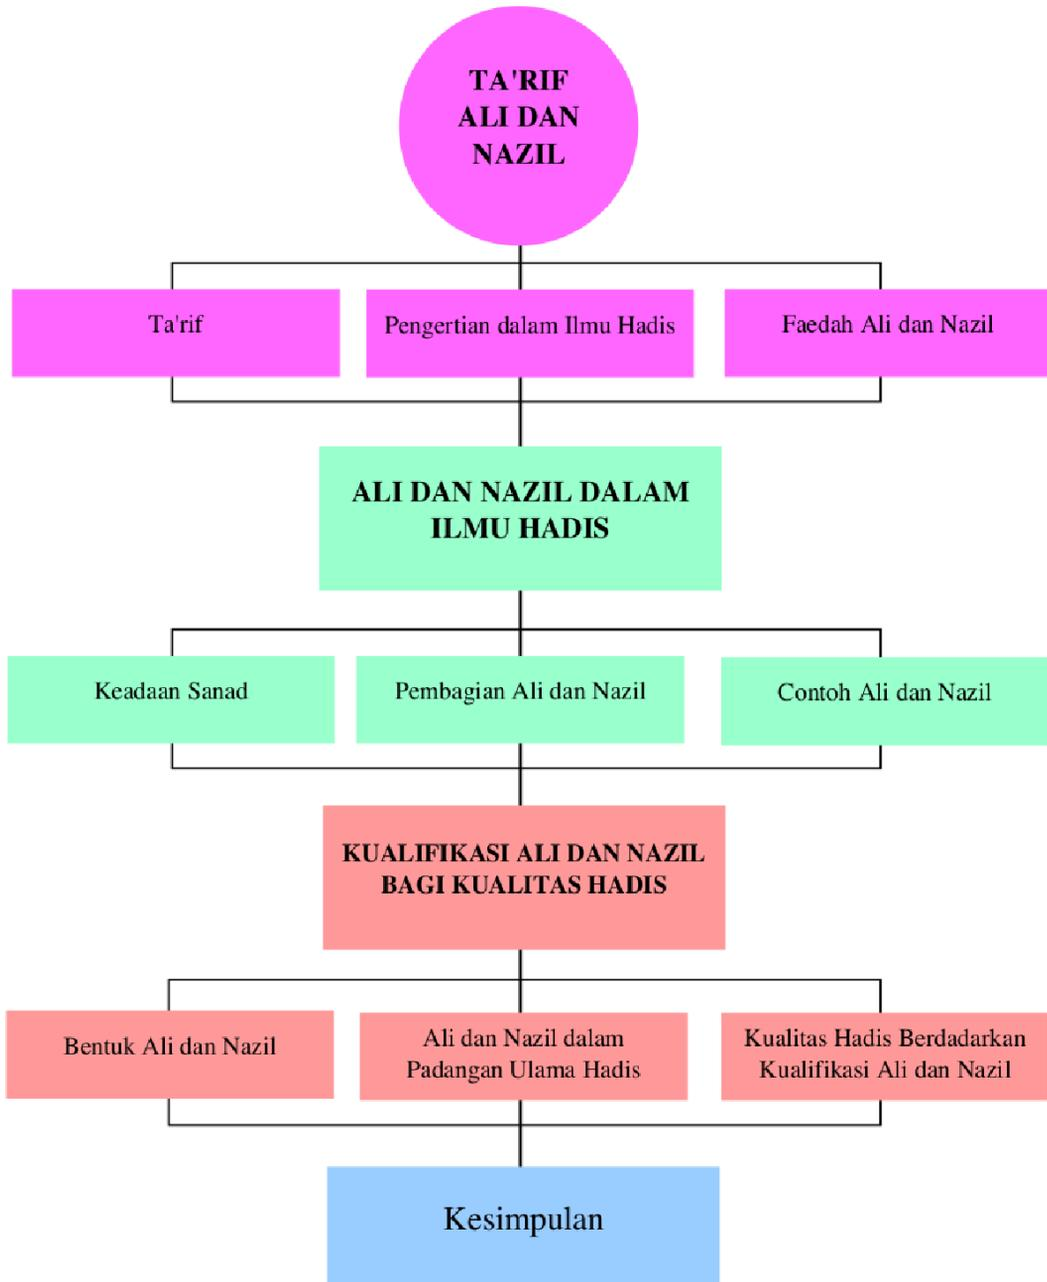 TA'RIF
ALI DAN
NAZIL
Ta'rif
Pengertian dalam Ilmu Hadis
Faedah Ali dan Nazil
ALI DAN NAZIL DALAM
ILMU HADIS
Keadaan Sanad
Pembagian Ali dan Nazil
Contoh Ali dan Nazil
KUALIFIKASI ALI DAN NAZIL
BAGI KUALITAS HADIS
Bentuk Ali dan Nazil
Ali dan Nazil dalam
Padangan Ulama Hadis
Kualitas Hadis Berdadarkan
Kualifikasi Ali dan Nazil
Kesimpulan